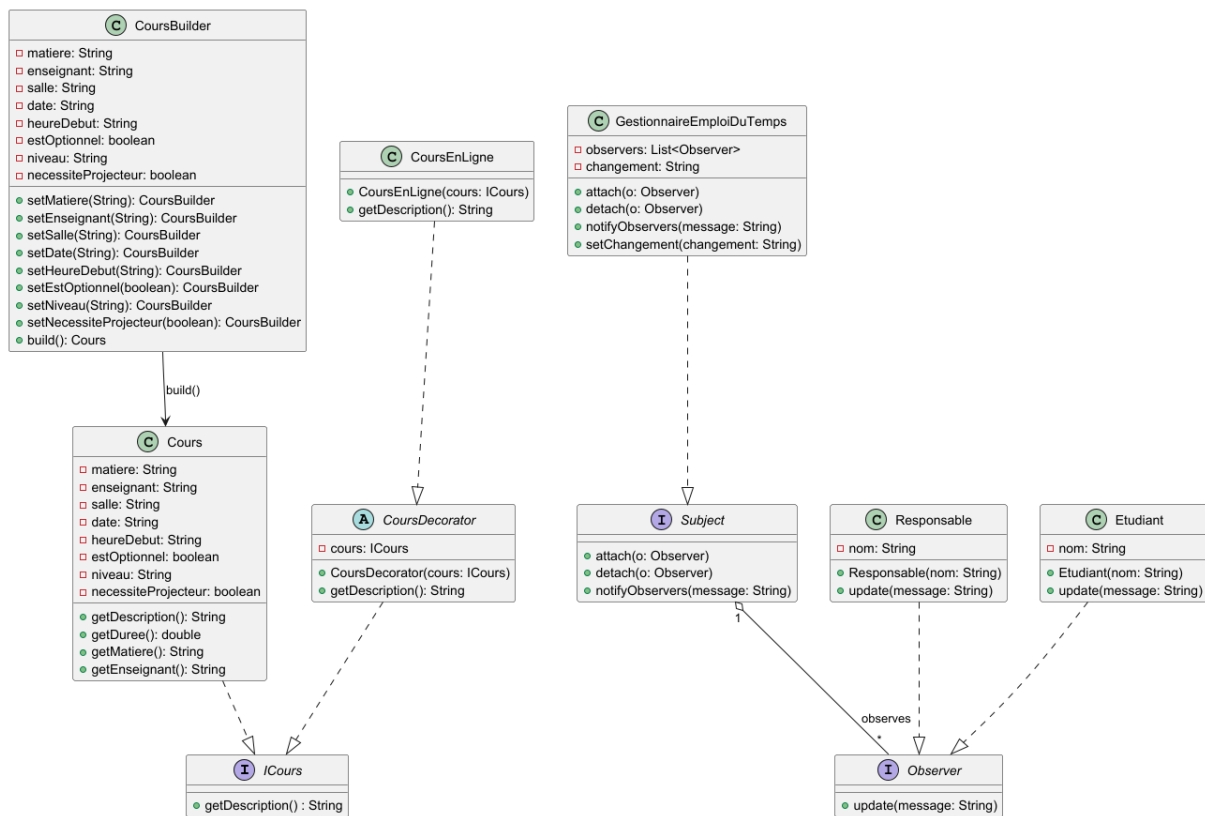 C CoursBuilder
matiere: String
enseignant: String
salle: String
date: String
heureDebut: String
estOptionnel: boolean
niveau: String
necessiteProjecteur: boolean
setMatiere(String): CoursBuilder
setEnseignant(String): CoursBuilder
setSalle(String): CoursBuilder
setDate(String): CoursBuilder
setHeureDebut(String): CoursBuilder
setEstOptionnel(boolean): CoursBuilder
setNiveau(String): CoursBuilder
setNecessiteProjecteur(boolean): CoursBuilder
build(): Cours
C CoursEnLigne
CoursEnLigne(cours: ICours)
getDescription(): String
C GestionnaireEmploiDuTemps
observers: List<Observer>
changement: String
attach(o: Observer)
detach(o: Observer)
notifyObservers(message: String)
setChangement(changement: String)
build()
C Cours
matiere: String
enseignant: String
salle: String
date: String
heureDebut: String
estOptionnel: boolean
niveau: String
necessiteProjecteur: boolean
getDescription(): String
getDuree(): double
getMatiere(): String
getEnseignant(): String
A CoursDecorator
cours: ICours
CoursDecorator(cours: ICours)
getDescription(): String
I Subject
attach(o: Observer)
detach(o: Observer)
notifyObservers(message: String)
C Responsable
nom: String
Responsable(nom: String)
update(message: String)
C Etudiant
nom: String
Etudiant(nom: String)
update(message: String)
1
observes
*
I ICours
getDescription() : String
I Observer
update(message: String)